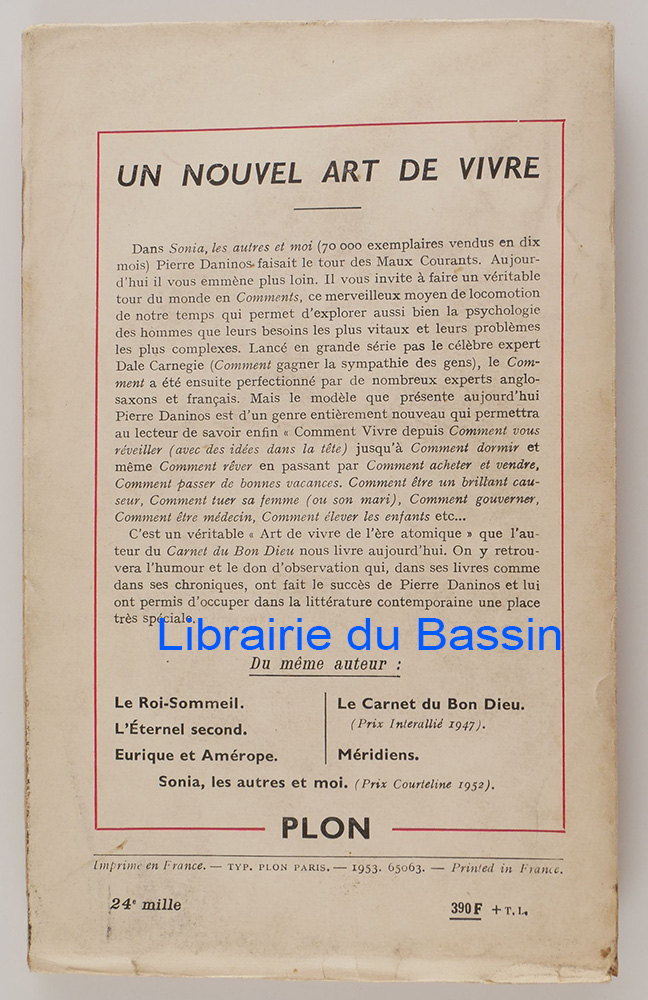 UN NOUVEL ART DE VIVRE
Dans Sonia, les autres et moi (70 000 exemplaires vendus en dix
mois) Pierre Daninos faisait le tour des Maux Courants. Aujour-
d'hui il vous emmène plus loin. Il vous invite à faire un véritable
tour du monde en Comments, ce merveilleux moyen de locomotion
de notre temps qui permet d'explorer aussi bien la psychologie
des hommes que leurs besoins les plus vitaux et leurs problèmes
les plus complexes. Lancé en grande série pas le célèbre expert
Dale Carnegie (Comment gagner la sympathie des gens), le Com-
ment a été ensuite perfectionné par de nombreux experts anglo-
saxons et français. Mais le modèle que présente aujourd'hui
Pierre Daninos est d'un genre entièrement nouveau qui permettra
au lecteur de savoir enfin « Comment Vivre depuis Comment vous
réveiller (avec des idées dans la tête) jusqu'à Comment dormir et
même Comment rêver en passant par Comment acheter et vendre,
Comment passer de bonnes vacances. Comment être un brillant cau-
seur, Comment tuer sa femme (ou son mari), Comment gouverner,
Comment être médecin, Comment élever les enfants etc...
C'est un véritable « Art de vivre de l'ère atomique » que l'au-
teur du Carnet du Bon Dieu nous livre aujourd'hui. On y retrou-
vera l'humour et le don d'observation qui, dans ses livres comme
dans ses chroniques, ont fait le succès de Pierre Daninos et lui
ont permis d'occuper dans la littérature contemporaine une place
très spéciale.
Librairie du Bassin
Du même auteur :
Le Roi-Sommeil.
L'Éternel second.
Eurique et Amérope.
Le Carnet du Bon Dieu.
(Prix Interallié 1947).
Méridiens.
Sonia, les autres et moi. (Prix Courteline 1952).
PLON
Imprimé en France. — TYP. PLON PARIS. — 1953. 65063. — Printed in France.
24e mille
390 F + T. L.